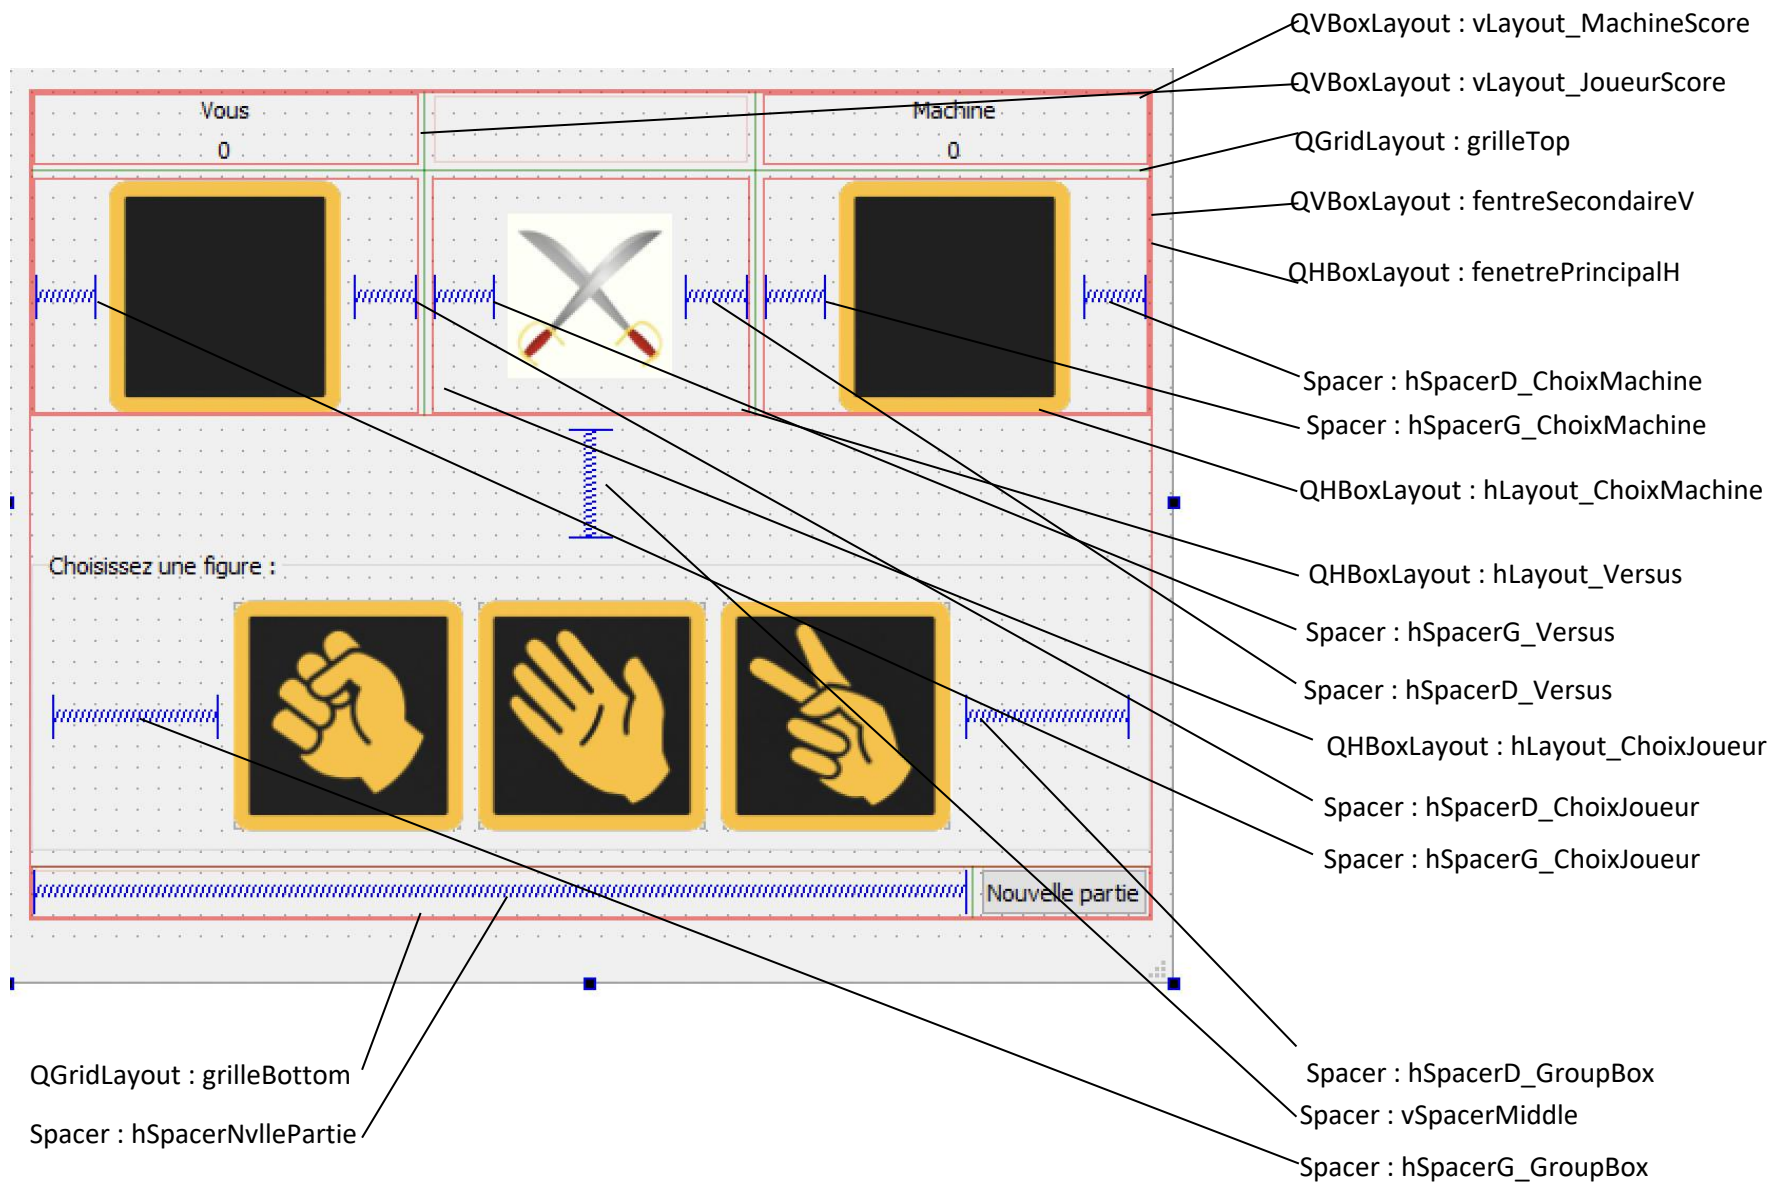 QVBoxLayout : vLayout_MachineScore
QVBoxLayout : vLayout_JoueurScore
Vous
Machine
QGridLayout : grilleTop
0
0
QVBoxLayout : fentreSecondaireV
QHBoxLayout : fenetrePrincipalH
Spacer : hSpacerD_ChoixMachine
Spacer : hSpacerG_ChoixMachine
QHBoxLayout : hLayout_ChoixMachine
Choisissez une figure :
QHBoxLayout : hLayout_Versus
Spacer : hSpacerG_Versus
Spacer : hSpacerD_Versus
QHBoxLayout : hLayout_ChoixJoueur
Spacer : hSpacerD_ChoixJoueur
Spacer : hSpacerG_ChoixJoueur
Nouvelle partie
QGridLayout : grilleBottom
Spacer : hSpacerNvllePartie
Spacer : hSpacerD_GroupBox
Spacer : vSpacerMiddle
Spacer : hSpacerG_GroupBox